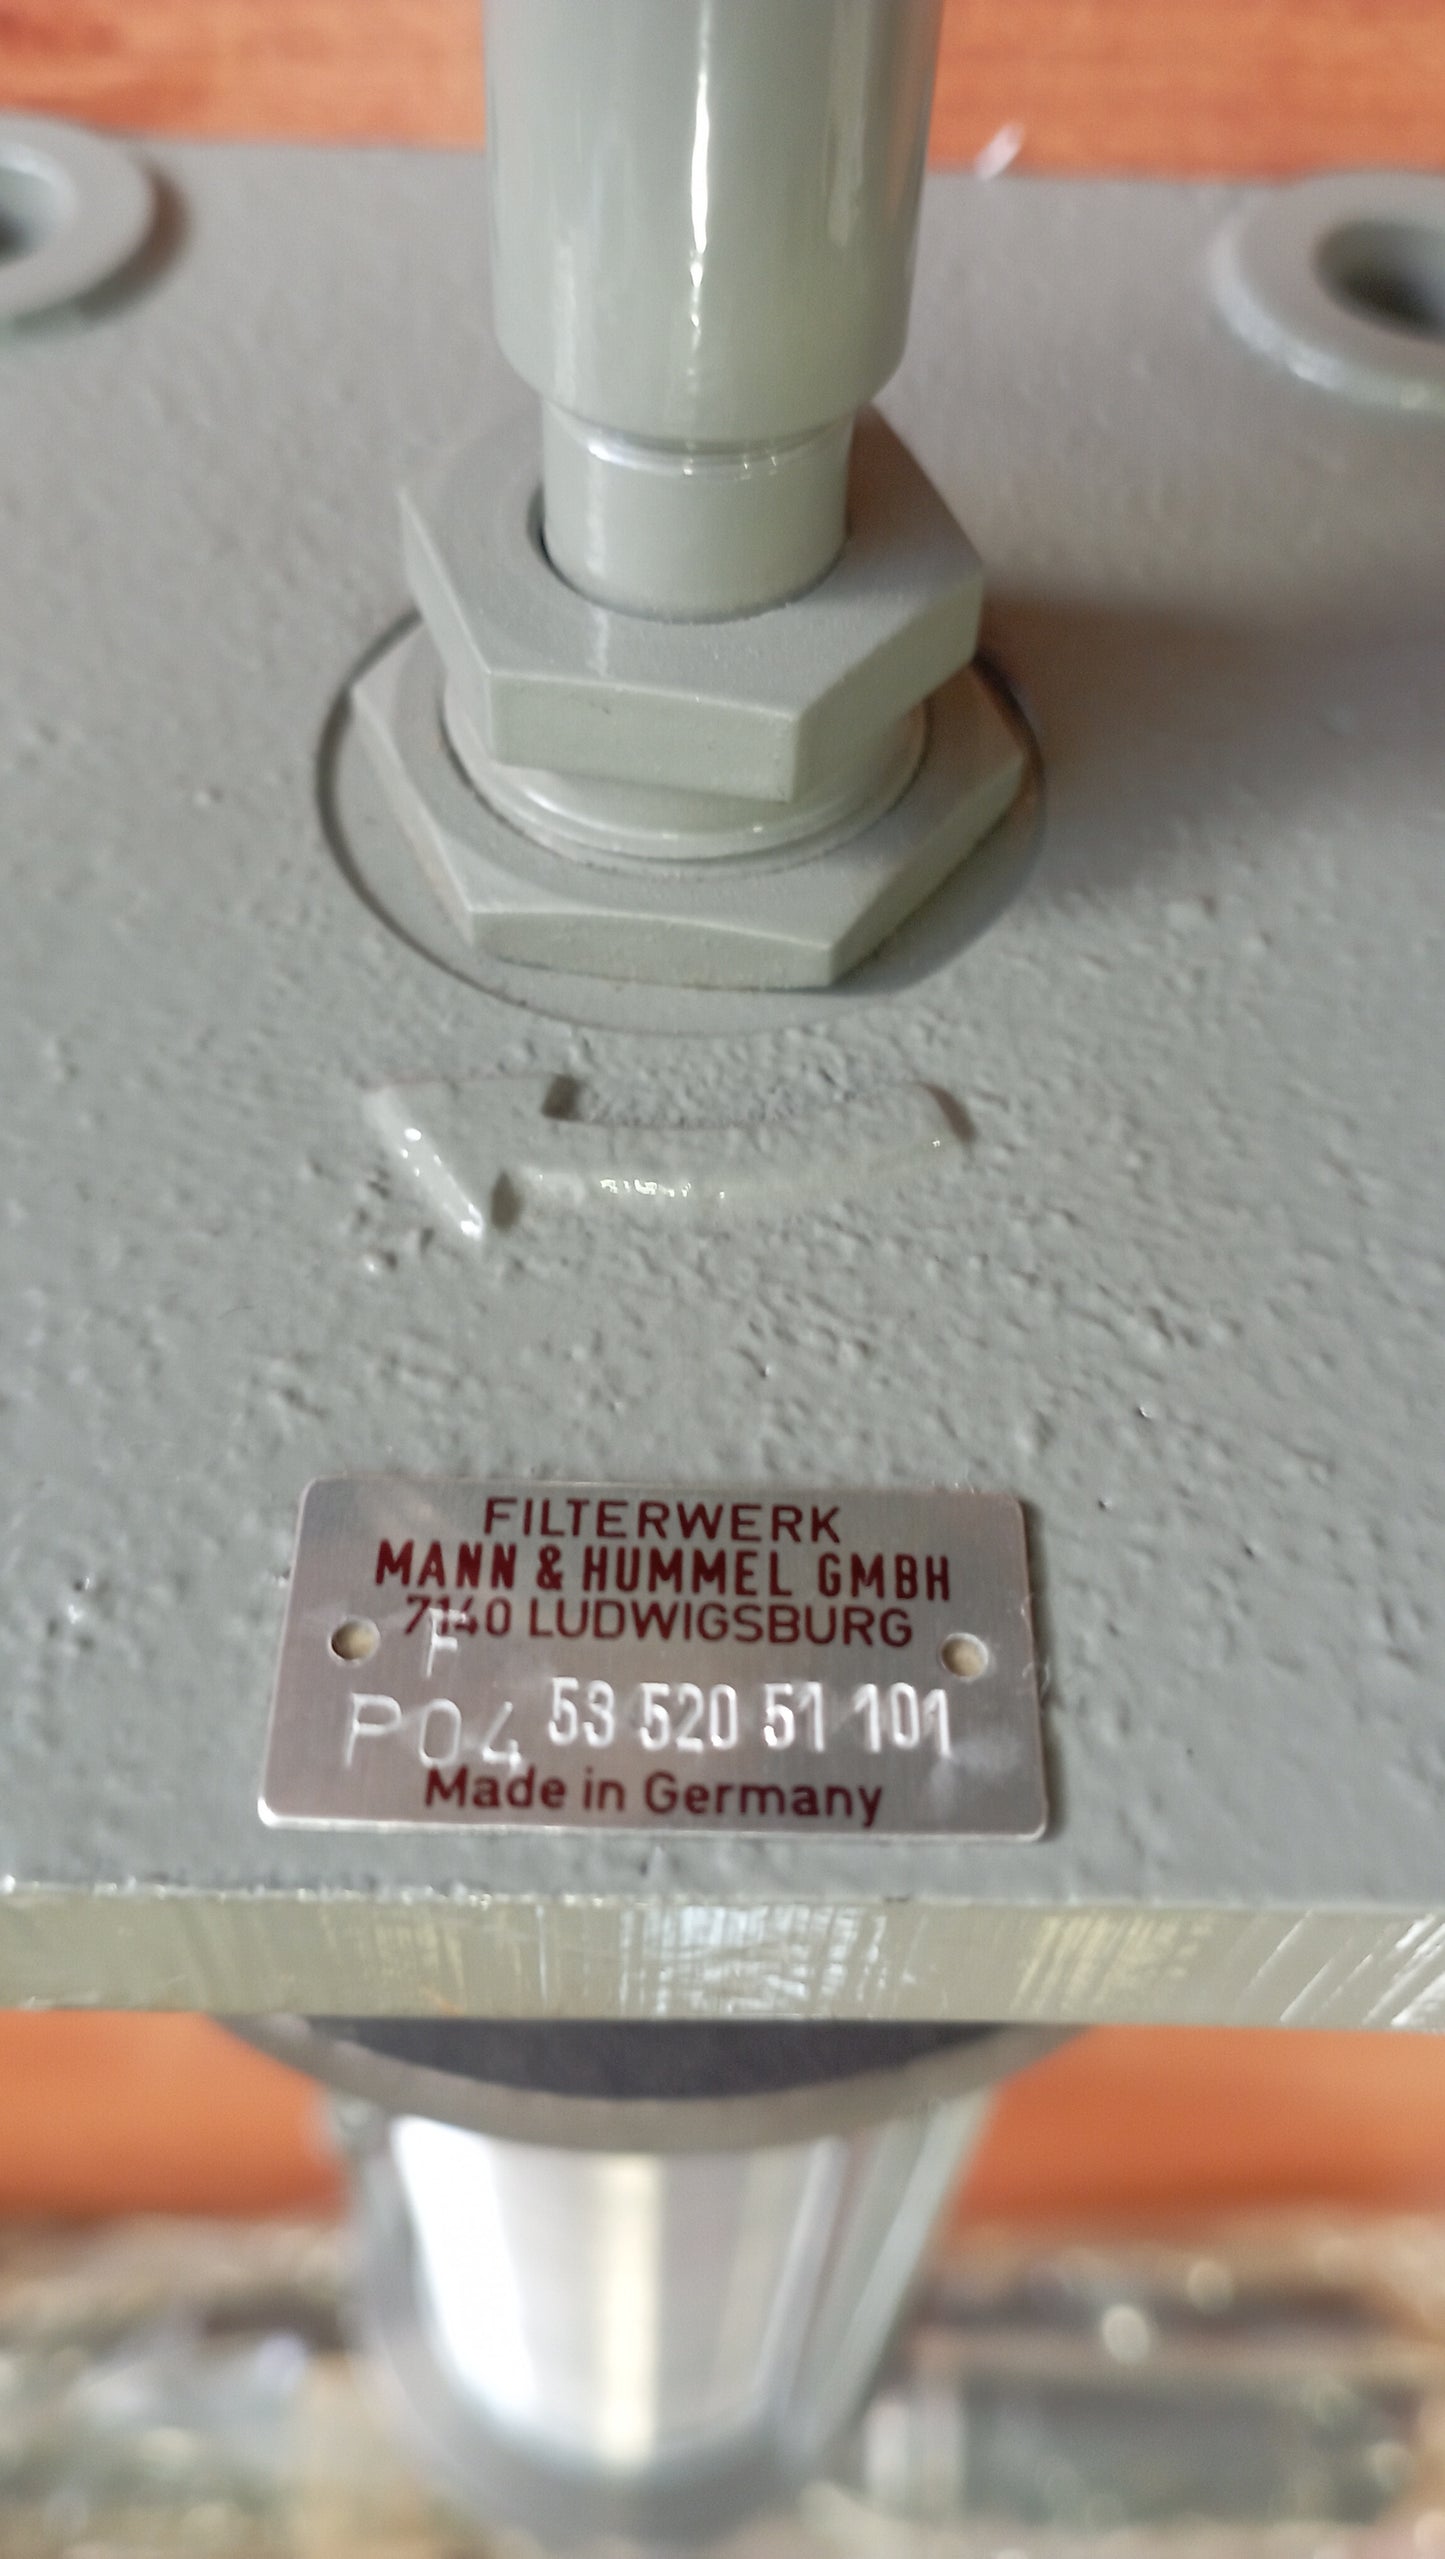 FILTERWERK
MANN & HUMMEL GMBH
7140 LUDWIGSBURG
F
P04 53 520 51 101
Made in Germany